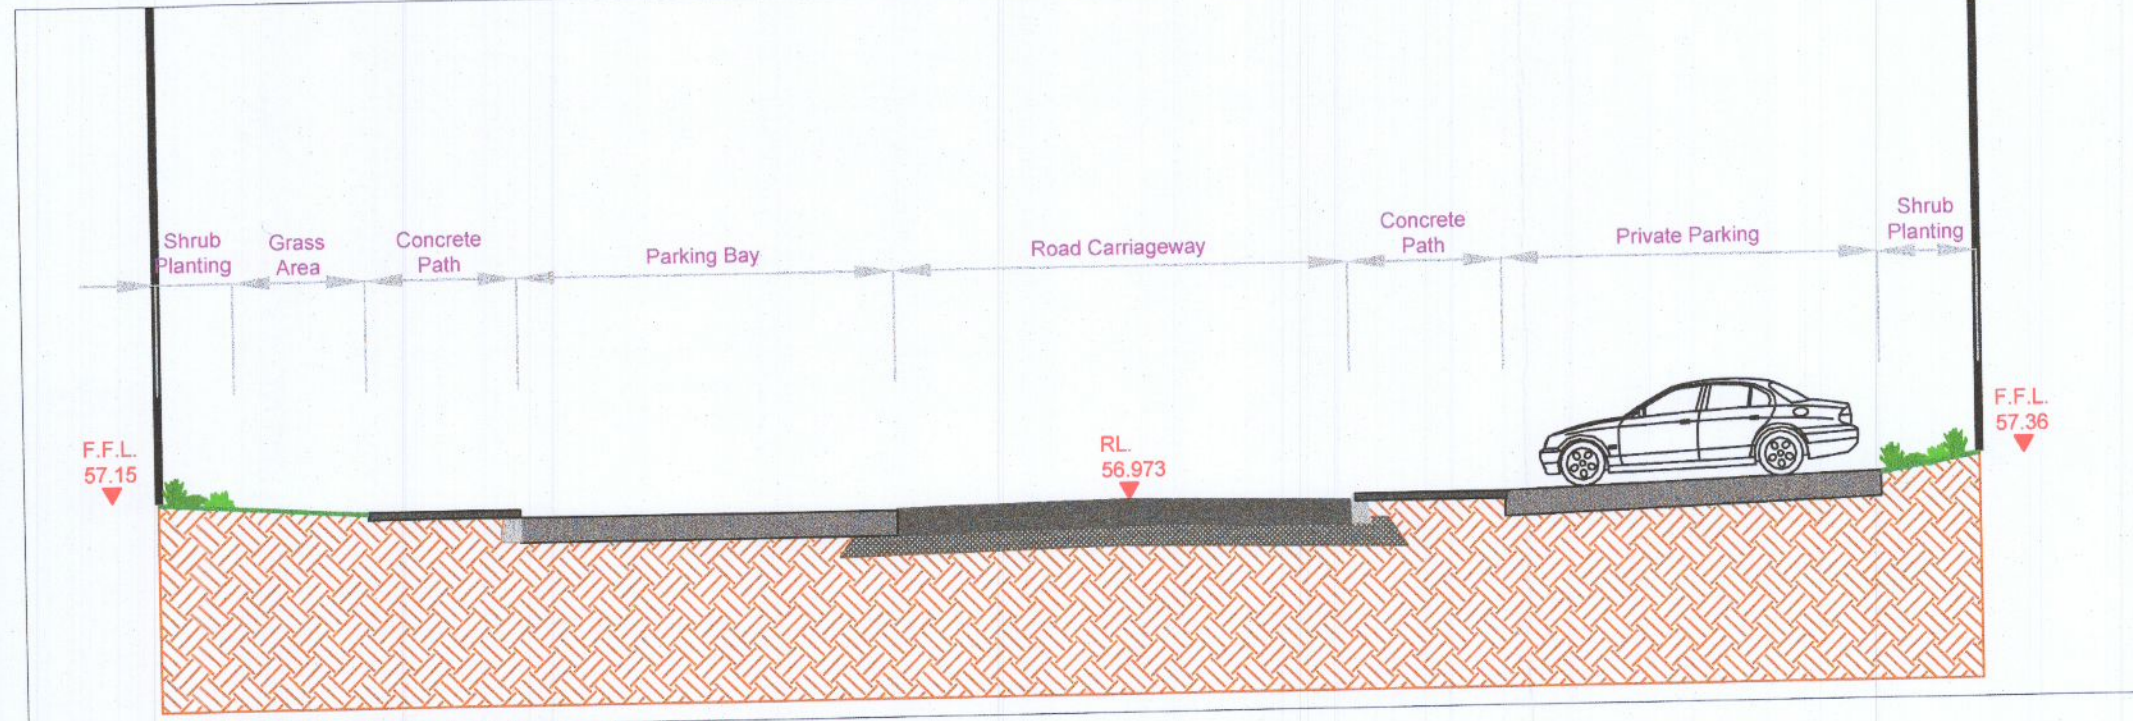 Shrub
Planting
Grass
Area
Concrete
Path
Parking Bay
Road Carriageway
Concrete
Path
Private Parking
Shrub
Planting
F.F.L.
57.15
RL.
56.973
F.F.L.
57.36